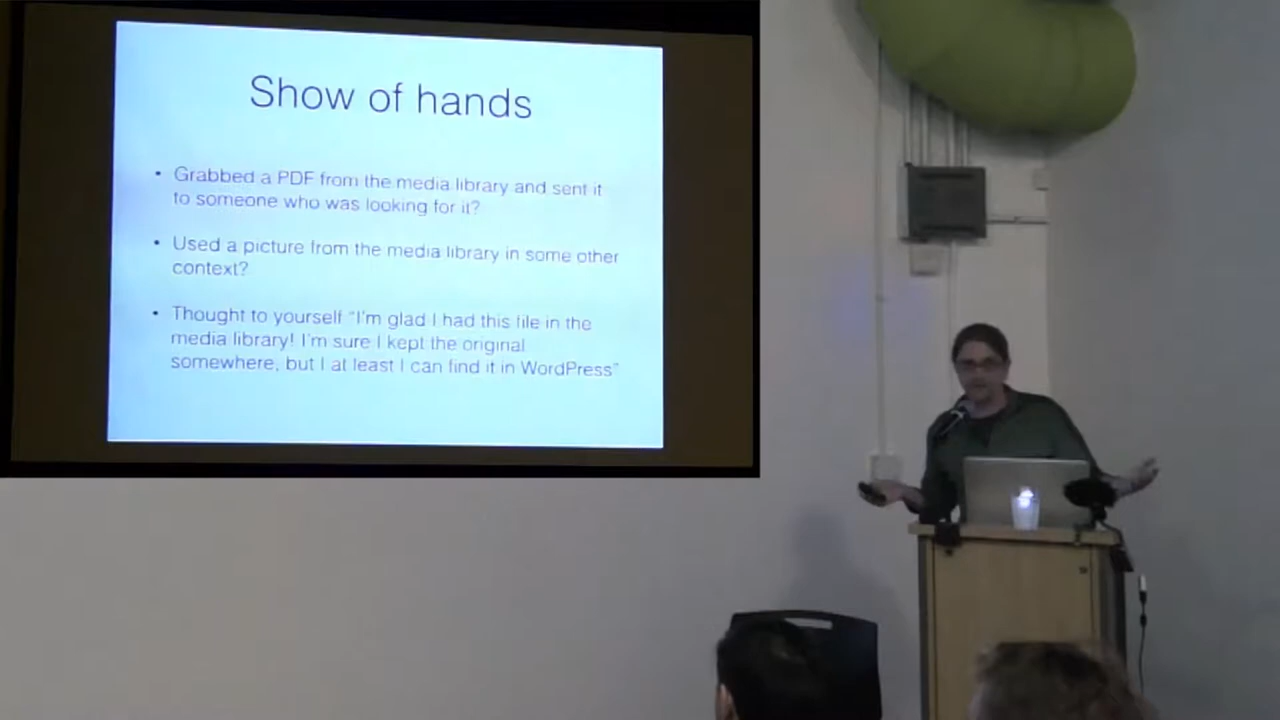 Show of hands
• Grabbed a PDF from the media library and sent it
to someone who was looking for it?
• Used a picture from the media library in some other
context?
• Thought to yourself "I'm glad I had this file in the
media library! I'm sure I kept the original
somewhere, but I at least I can find it in WordPress"